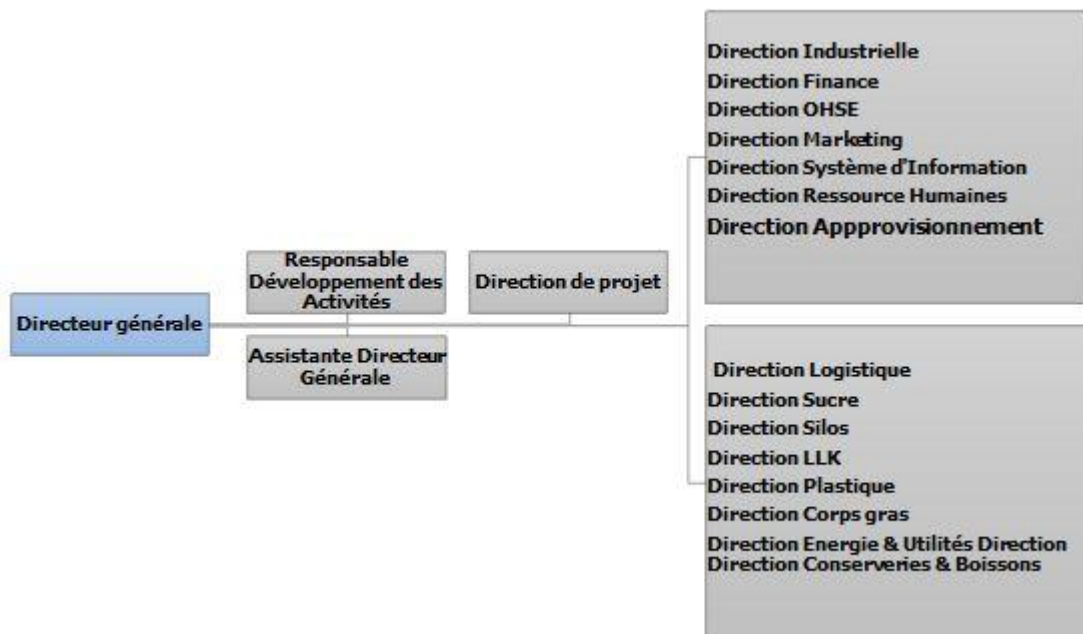 Directeur générale
Responsable
Développement des
Activités
Assistante Directeur
Générale
Direction de projet
Direction Industrielle
Direction Finance
Direction OHSE
Direction Marketing
Direction Système d'Information
Direction Ressource Humaines
Direction Appprovisionnement
Direction Logistique
Direction Sucre
Direction Silos
Direction LLK
Direction Plastique
Direction Corps gras
Direction Energie & Utilités Direction
Direction Conserveries & Boissons